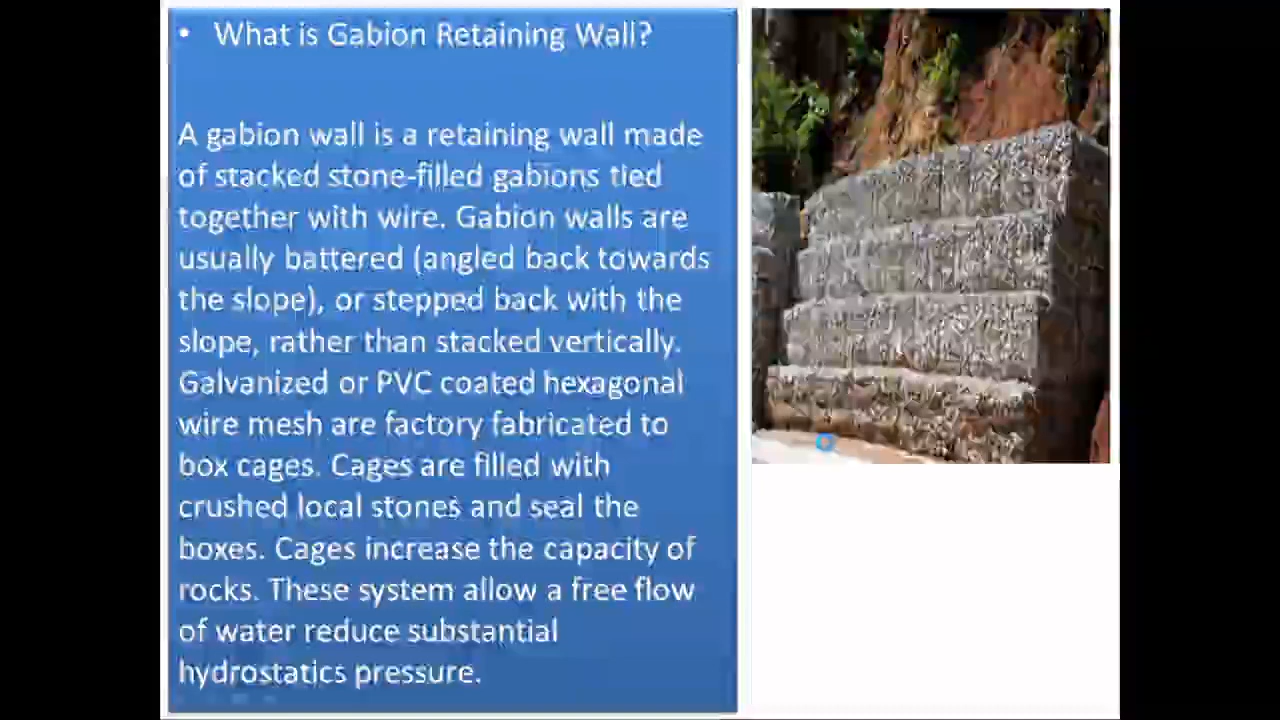 • What is Gabion Retaining Wall?
A gabion wall is a retaining wall made
of stacked stone-filled gabions tied
together with wire. Gabion walls are
usually battered (angled back towards
the slope), or stepped back with the
slope, rather than stacked vertically.
Galvanized or PVC coated hexagonal
wire mesh are factory fabricated to
box cages. Cages are filled with
crushed local stones and seal the
boxes. Cages increase the capacity of
rocks. These system allow a free flow
of water reduce substantial
hydrostatics pressure.